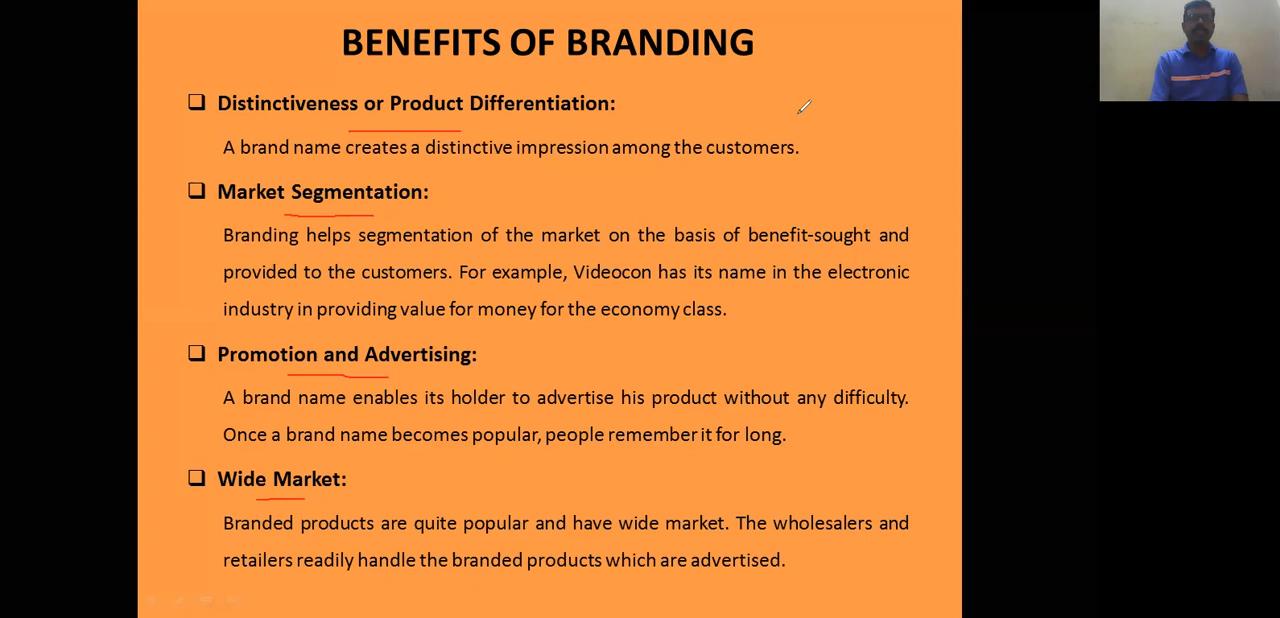 BENEFITS OF BRANDING
❑ Distinctiveness or Product Differentiation:
A brand name creates a distinctive impression among the customers.
❑ Market Segmentation:
Branding helps segmentation of the market on the basis of benefit-sought and
provided to the customers. For example, Videocon has its name in the electronic
industry in providing value for money for the economy class.
❑ Promotion and Advertising:
A brand name enables its holder to advertise his product without any difficulty.
Once a brand name becomes popular, people remember it for long.
❑ Wide Market:
Branded products are quite popular and have wide market. The wholesalers and
retailers readily handle the branded products which are advertised.